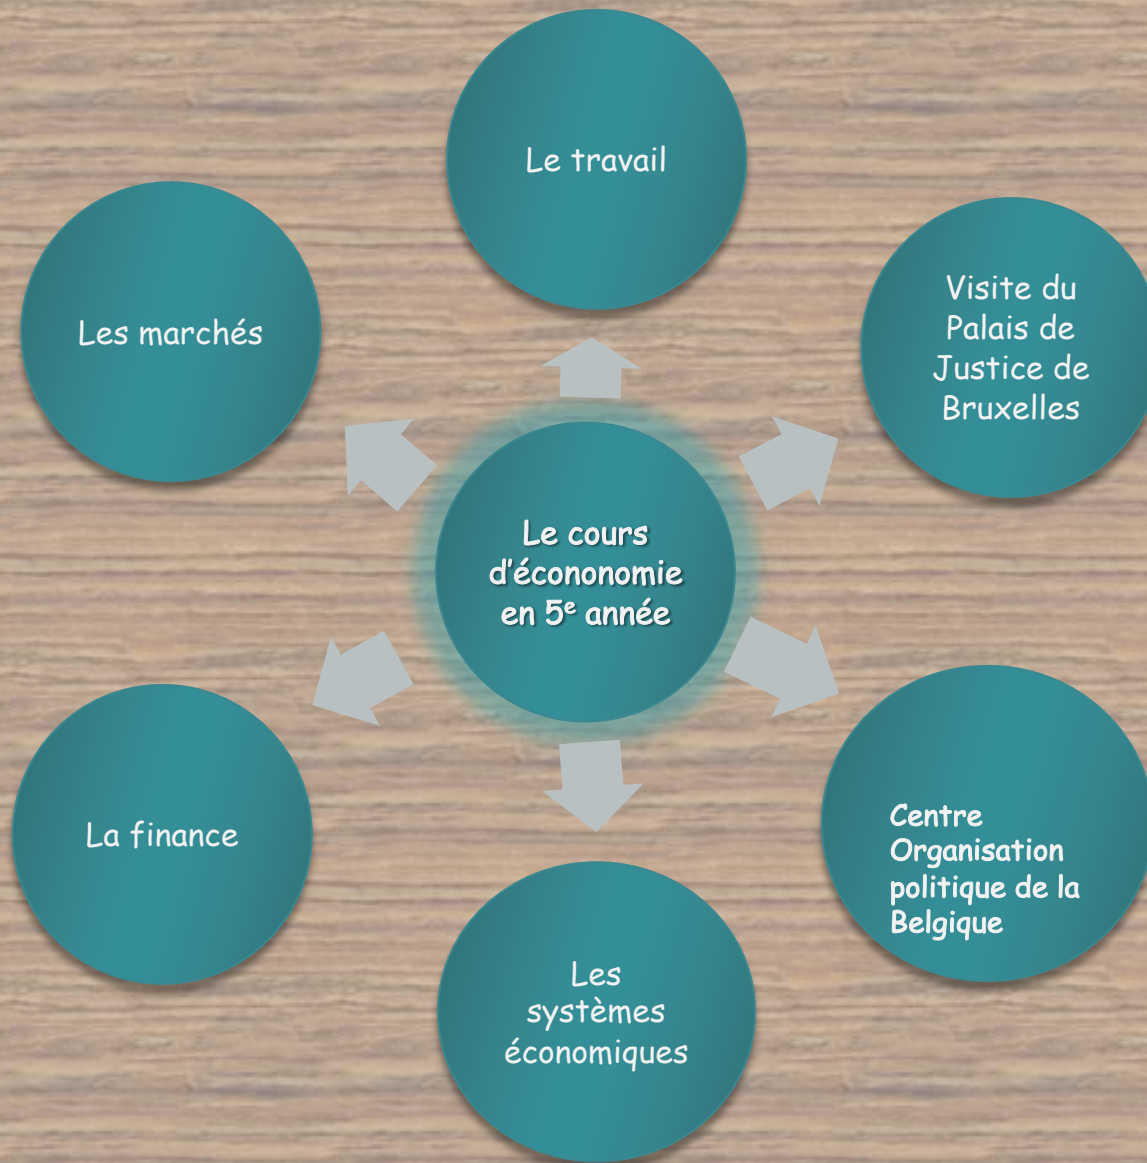 Le travail
Les marchés
Visite du
Palais de
Justice de
Bruxelles
Le cours
d’écononomie
en 5ᵉ année
La finance
Centre
Organisation
politique de la
Belgique
Les
systèmes
économiques